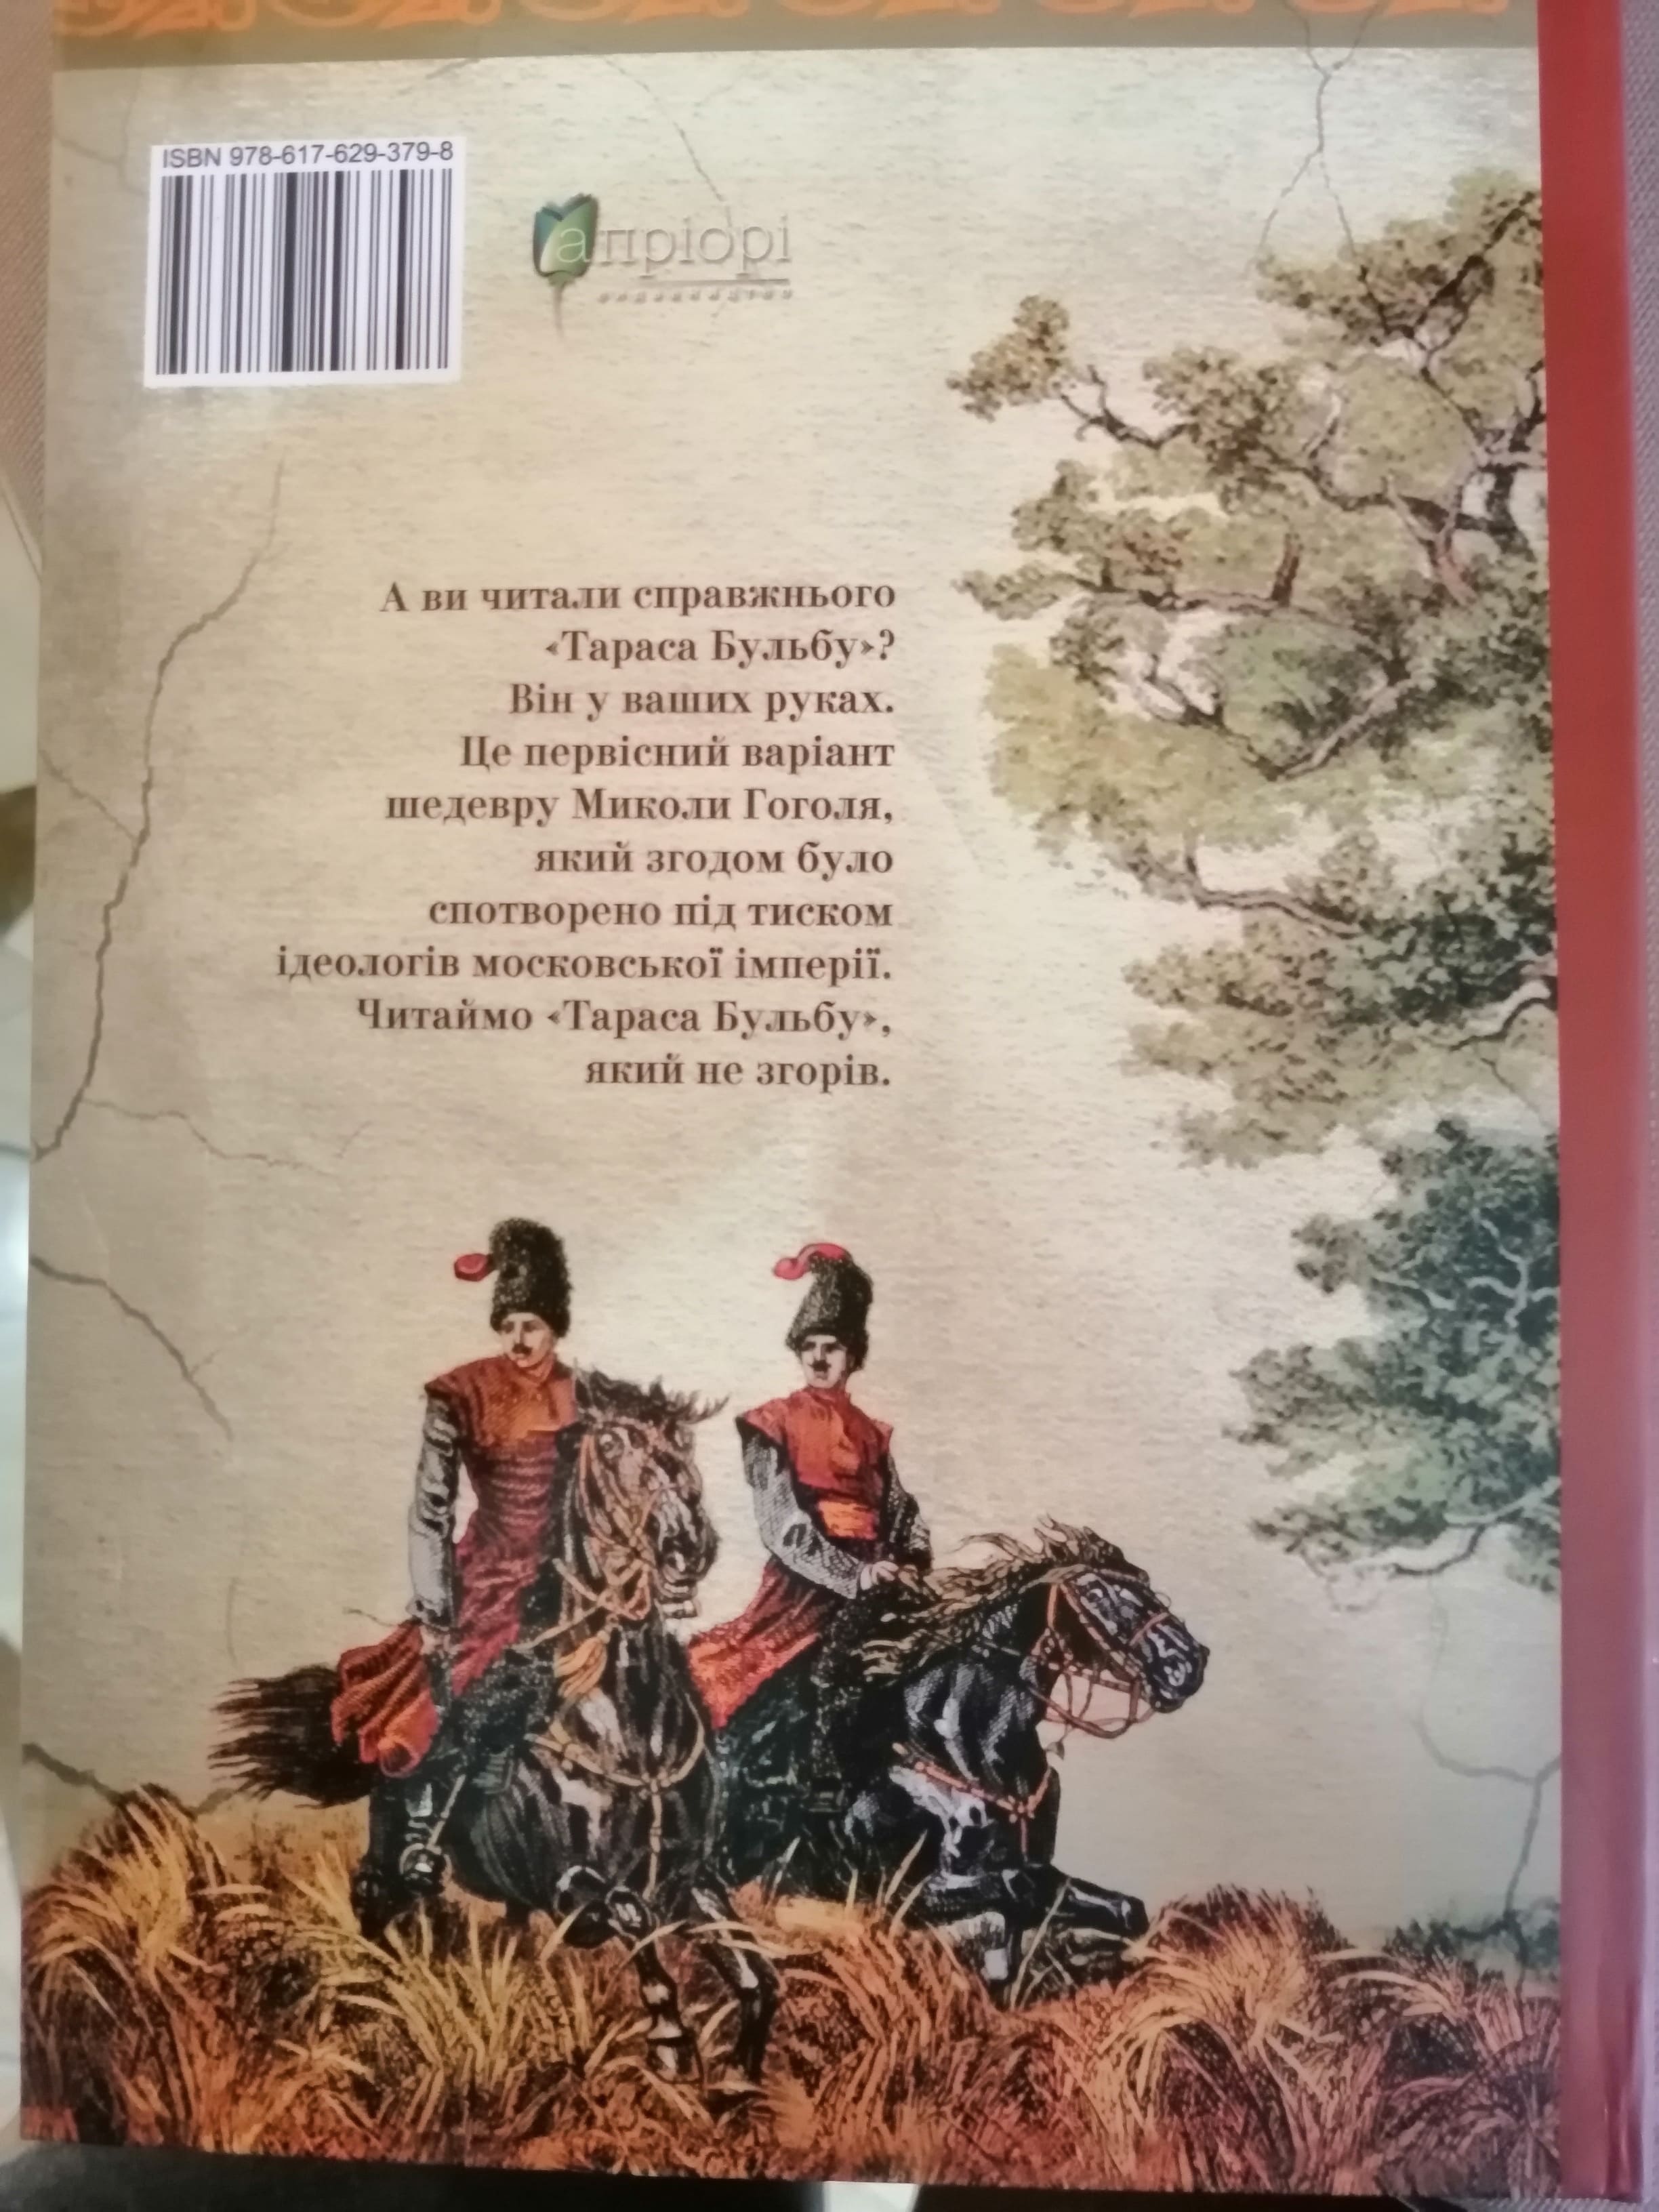 ISBN 978-617-629-379-8
апріорі
видавництво
А ви читали справжнього
«Тараса Бульбу»?
Він у ваших руках.
Це первісний варіант
шедевру Миколи Гоголя,
який згодом було
спотворено під тиском
ідеологів московської імперії.
Читаймо «Тараса Бульбу»,
який не згорів.